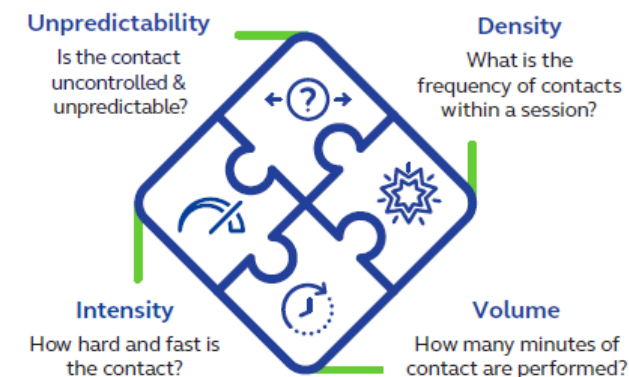 Unpredictability
Is the contact
uncontrolled &
unpredictable?
Density
What is the
frequency of contacts
within a session?
?
Intensity
How hard and fast is
the contact?
Volume
How many minutes of
contact are performed?